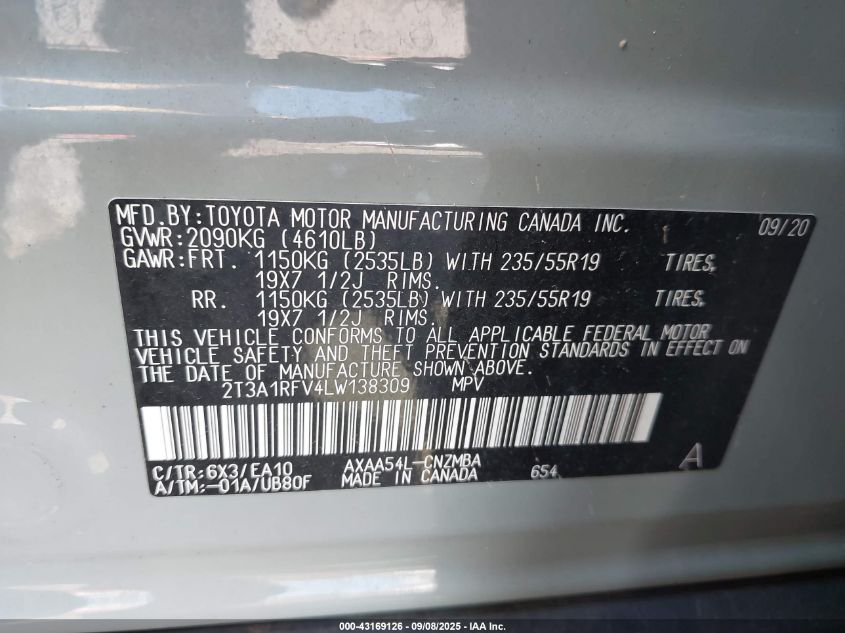 MFD.BY:TOYOTA MOTOR MANUFACTURING CANADA INC. 09/20
GVWR:2090KG (4610LB)
GAWR:FRT. 1150KG (2535LB) WITH 235/55R19 TIRES,
19X7 1/2J RIMS.
RR. 1150KG (2535LB) WITH 235/55R19 TIRES,
19X7 1/2J RIMS.
THIS VEHICLE CONFORMS TO ALL APPLICABLE FEDERAL MOTOR
VEHICLE SAFETY AND THEFT PREVENTION STANDARDS IN EFFECT ON
THE DATE OF MANUFACTURE SHOWN ABOVE.
2T3A1RFV4LW138309 MPV
C/TR:6X3/EA10 AXAA54L-CNZMBA A
A/TM:-01A/UB80F MADE IN CANADA 654
000-43169126 - 09/08/2025 - IAA Inc.